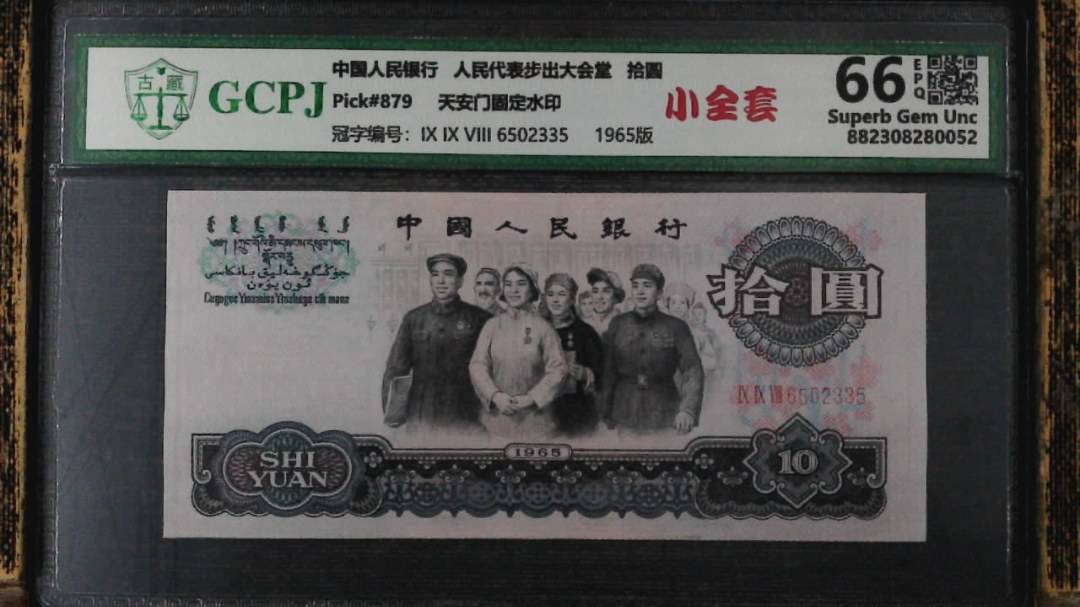 古藏
GCPJ
中国人民银行 人民代表步出大会堂 拾圆
Pick#879 天安门固定水印
冠字编号：IX IX VIII 6502335 1965版
小全套
66 EPQ
Superb Gem Unc
882308280052
中國人民銀行
拾圓
IX IX VIII 6502335
1965
SHI
YUAN
10